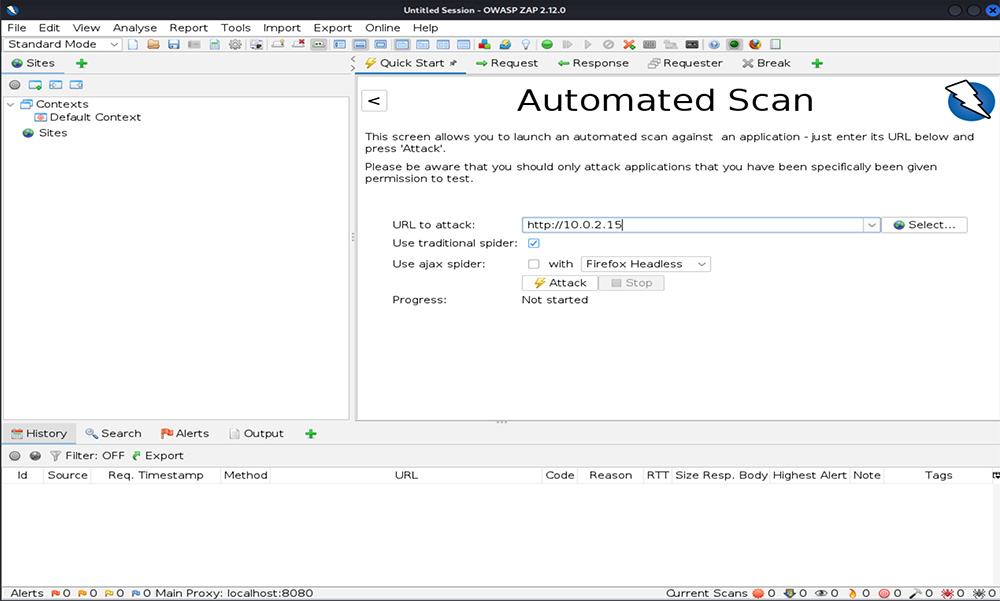 Untitled Session - OWASP ZAP 2.12.0
File Edit View Analyse Report Tools Import Export Online Help
Standard Mode
Sites
Quick Start Request Response Requester Break
Contexts
Default Context
Sites
<
Automated Scan
This screen allows you to launch an automated scan against an application - just enter its URL below and
press 'Attack'.
Please be aware that you should only attack applications that you have been specifically been given
permission to test.
URL to attack: http://10.0.2.15 Select...
Use traditional spider:
Use ajax spider: with Firefox Headless
Attack Stop
Progress: Not started
History Search Alerts Output
Filter: OFF Export
Id Source Req. Timestamp Method URL Code Reason RTT Size Resp. Body Highest Alert Note Tags
Alerts 0 0 0 0 Main Proxy: localhost:8080 Current Scans 0 0 0 0 0 0 0 0